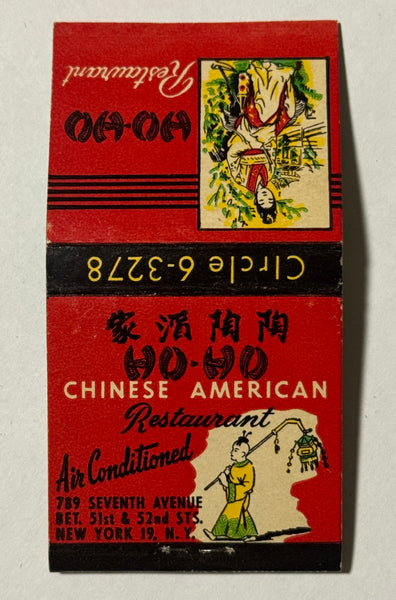 HO-HO
Restaurant
CIrcle 6-3278
陶陶酒家
HO-HO
CHINESE AMERICAN
Restaurant
Air Conditioned
789 SEVENTH AVENUE
BET. 51st & 52nd STS.
NEW YORK 19, N. Y.